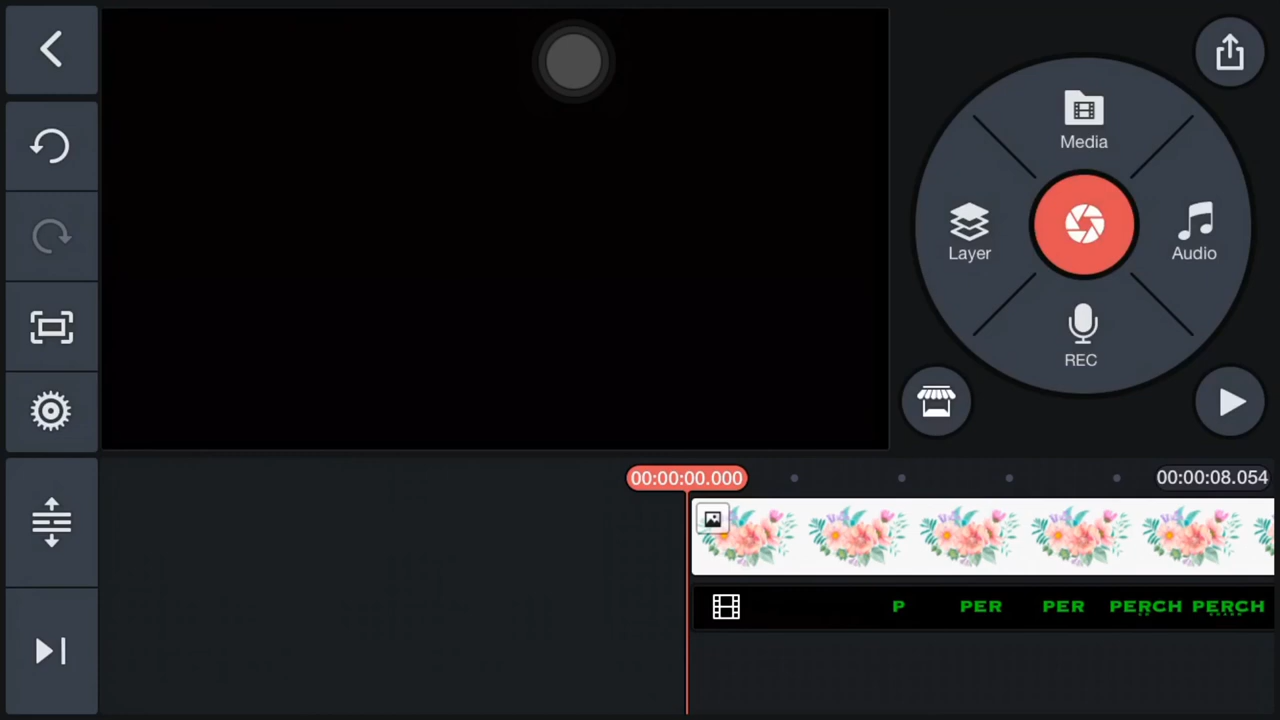 Media
Layer
Audio
REC
00:00:00.000
00:00:08.054
P PER PER PERCH PERCH